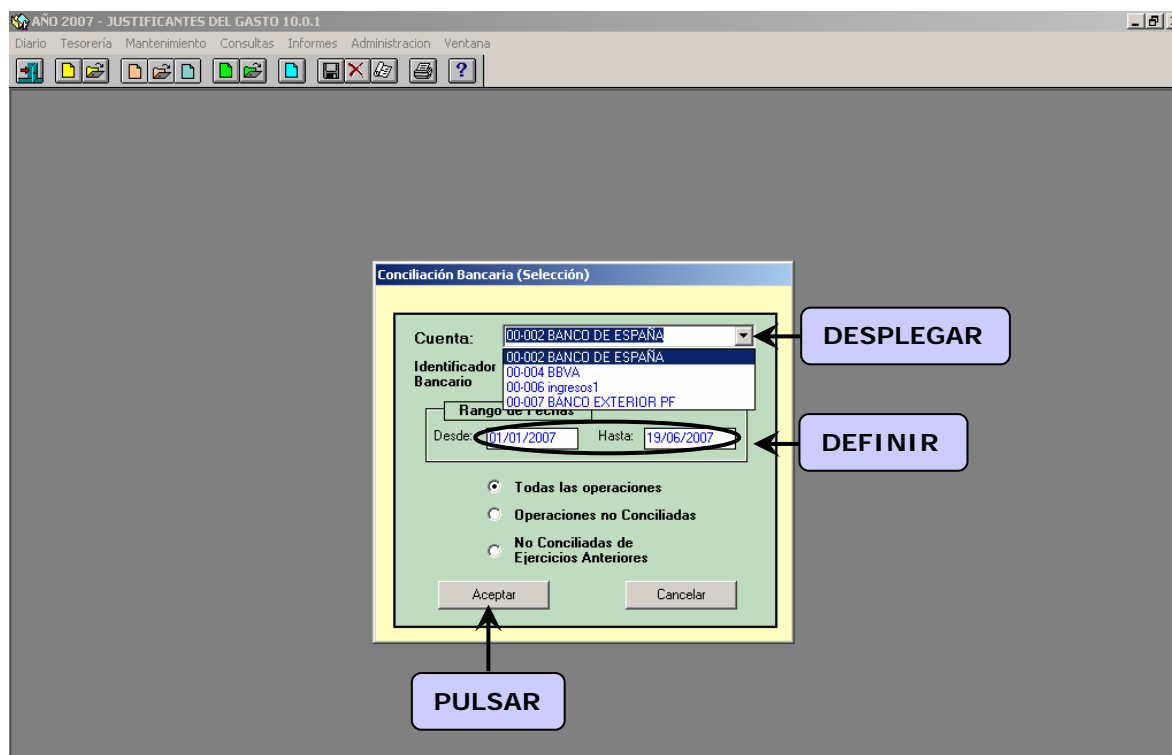 AÑO 2007 - JUSTIFICANTES DEL GASTO 10.0.1
Diario Tesorería Mantenimiento Consultas Informes Administracion Ventana
?
Conciliación Bancaria (Selección)
Cuenta: 00-002 BANCO DE ESPAÑA
DESPLEGAR
00-002 BANCO DE ESPAÑA
Identificador
Bancario
00-004 BBVA
00-006 ingresos1
00-007 BANCO EXTERIOR PF
Rango de Fechas
Desde: 01/01/2007 Hasta: 19/06/2007
DEFINIR
Todas las operaciones
Operaciones no Conciliadas
No Conciliadas de
Ejercicios Anteriores
Aceptar Cancelar
PULSAR